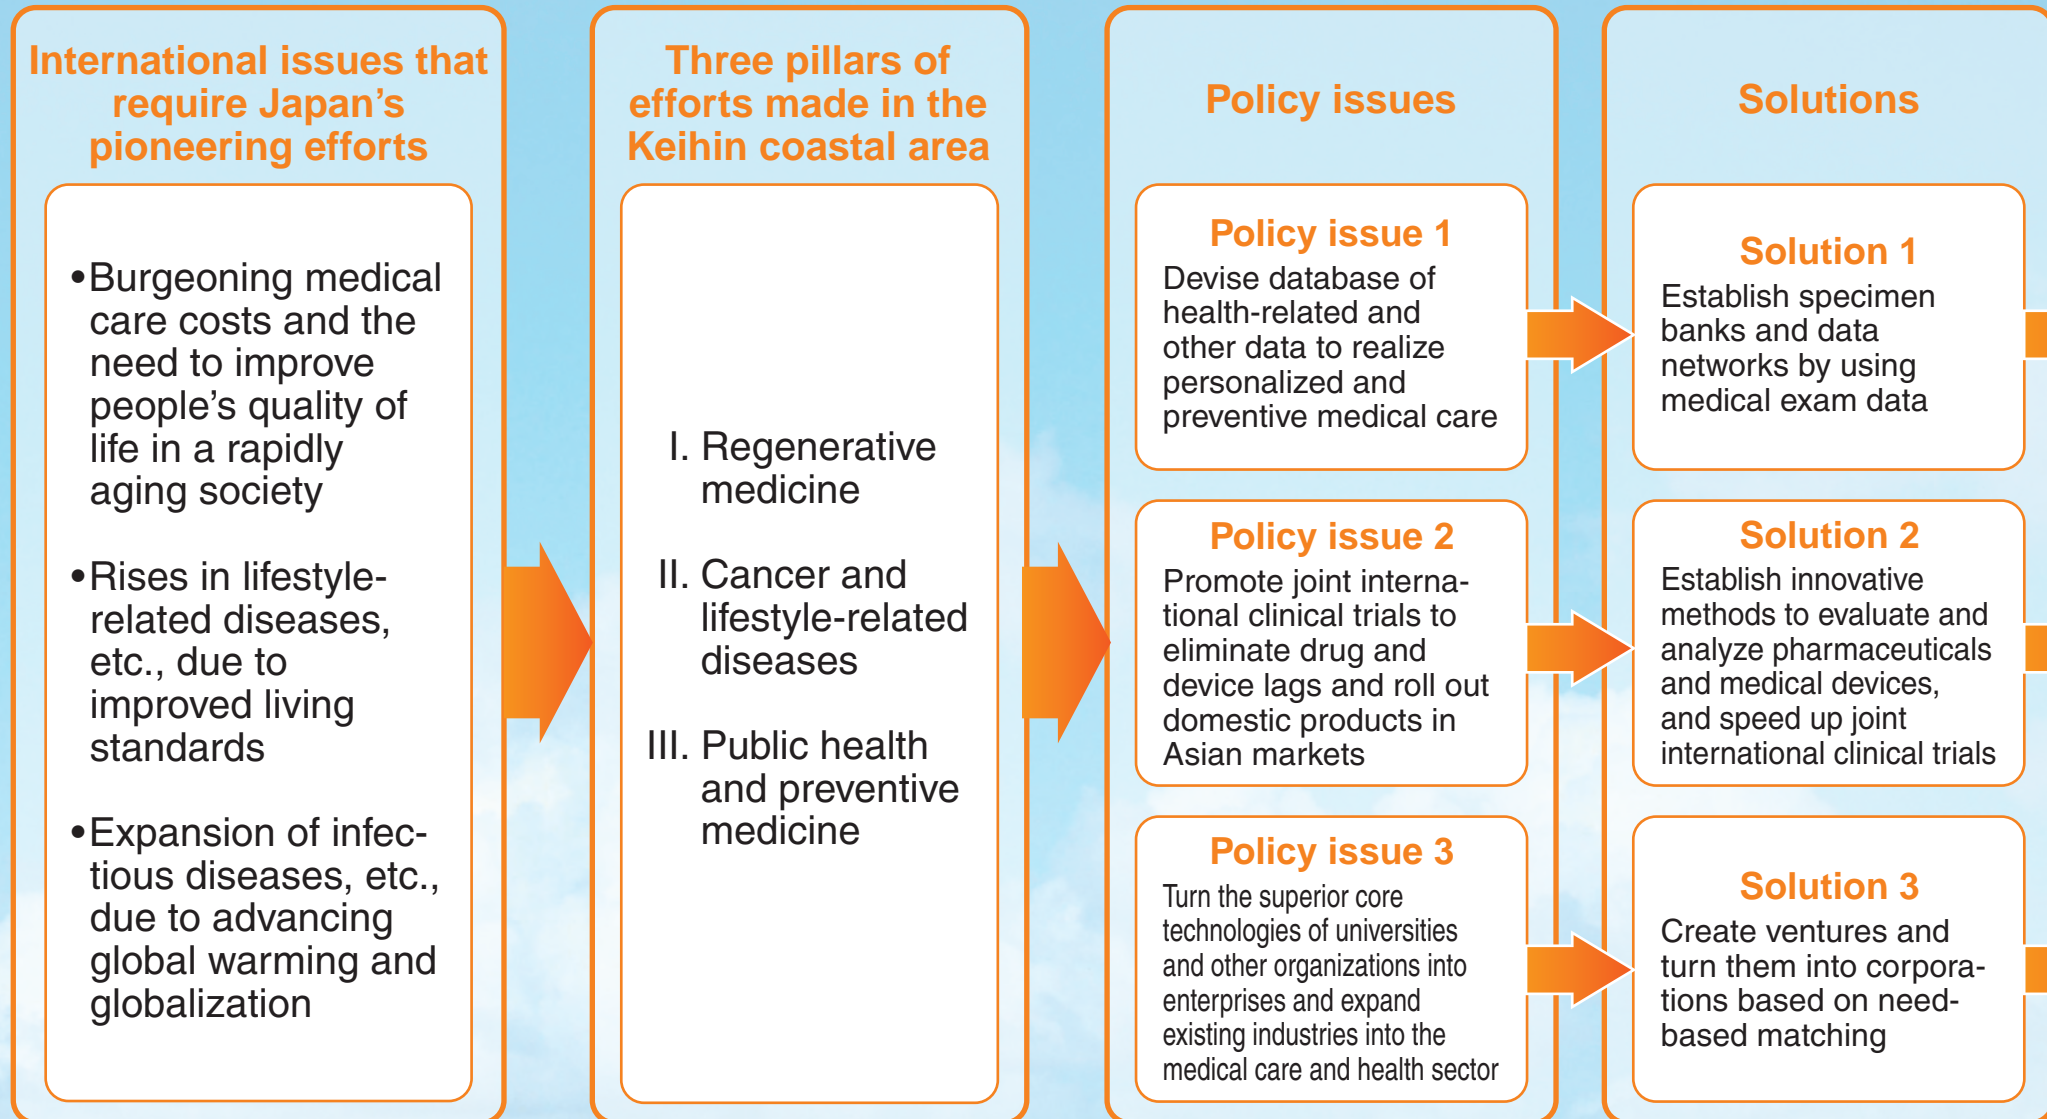 International issues that
require Japan’s
pioneering efforts
•Burgeoning medical
care costs and the
need to improve
people’s quality of
life in a rapidly
aging society
•Rises in lifestyle-
related diseases,
etc., due to
improved living
standards
•Expansion of infec-
tious diseases, etc.,
due to advancing
global warming and
globalization
Three pillars of
efforts made in the
Keihin coastal area
I. Regenerative
medicine
II. Cancer and
lifestyle-related
diseases
III. Public health
and preventive
medicine
Policy issues
Policy issue 1
Devise database of
health-related and
other data to realize
personalized and
preventive medical care
Policy issue 2
Promote joint interna-
tional clinical trials to
eliminate drug and
device lags and roll out
domestic products in
Asian markets
Policy issue 3
Turn the superior core
technologies of universities
and other organizations into
enterprises and expand
existing industries into the
medical care and health sector
Solutions
Solution 1
Establish specimen
banks and data
networks by using
medical exam data
Solution 2
Establish innovative
methods to evaluate and
analyze pharmaceuticals
and medical devices,
and speed up joint
international clinical trials
Solution 3
Create ventures and
turn them into corpora-
tions based on need-
based matching